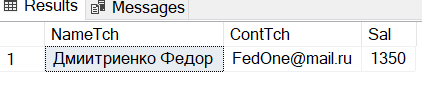 Results Messages
NameTch ContTch Sal
1 Дмиитриенко Федор FedOne@mail.ru 1350